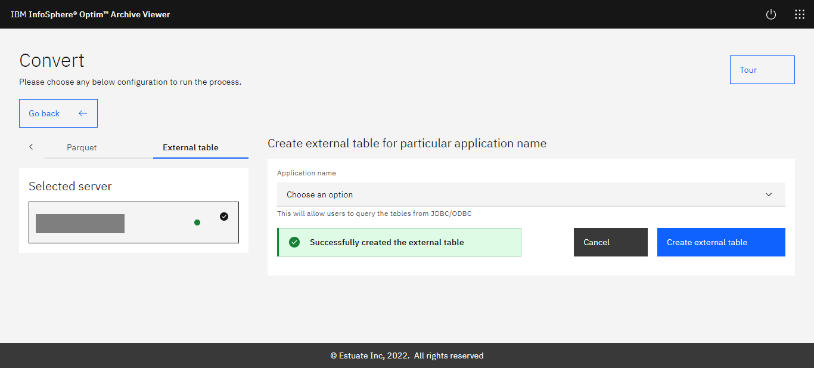 IBM InfoSphere® Optim™ Archive Viewer
Convert
Please choose any below configuration to run the process.
Tour
Go back
Parquet
External table
Selected server
Create external table for particular application name
Application name
Choose an option
This will allow users to query the tables from JDBC/ODBC
Successfully created the external table
Cancel
Create external table
© Estuate Inc, 2022. All rights reserved